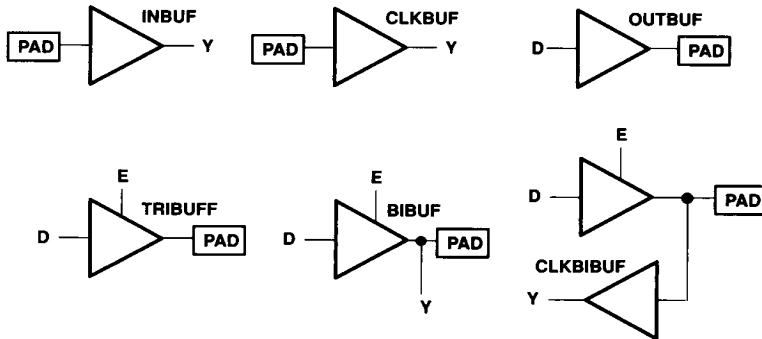 INBUF
PAD
Y
CLKBUF
PAD
Y
OUTBUF
D
PAD
E
TRIBUFF
D
PAD
E
BIBUF
D
PAD
Y
E
D
PAD
CLKBIBUF
Y